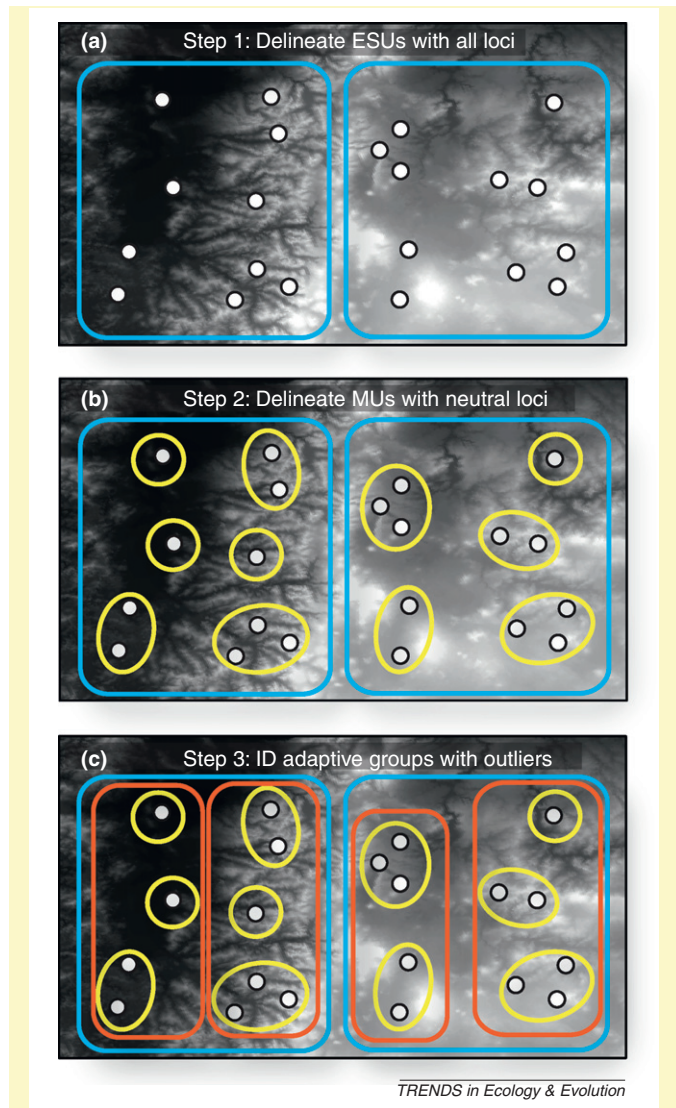 (a) Step 1: Delineate ESUs with all loci
(b) Step 2: Delineate MUs with neutral loci
(c) Step 3: ID adaptive groups with outliers
TRENDS in Ecology & Evolution